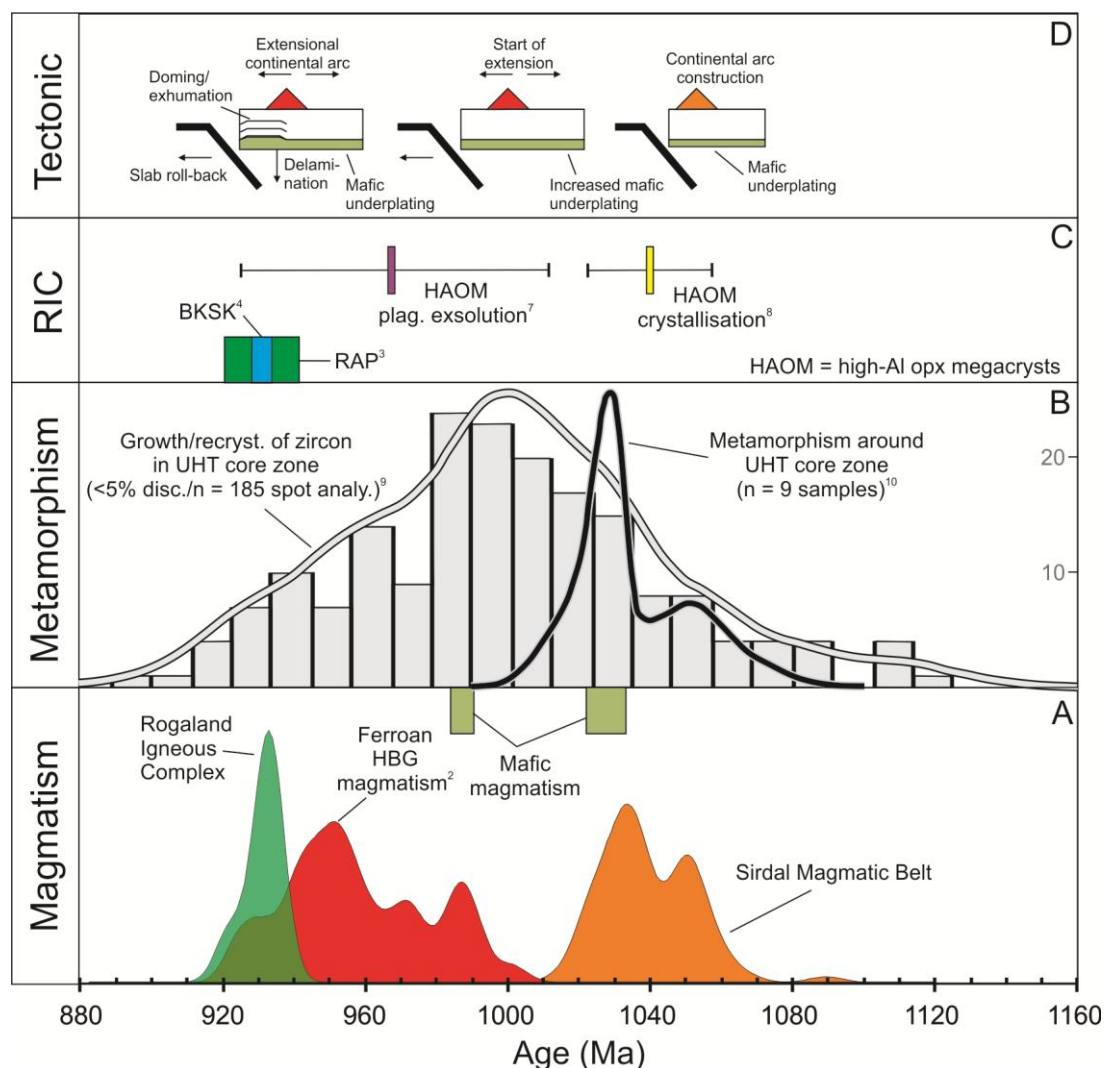 Tectonic
D
Extensional
continental arc
Doming/
exhumation
Slab roll-back
Delami-
nation
Mafic
underplating
Start of
extension
Increased mafic
underplating
Continental arc
construction
Mafic
underplating
RIC
C
BKSK⁴
RAP³
HAOM
plag. exsolution⁷
HAOM
crystallisation⁸
HAOM = high-Al opx megacrysts
Metamorphism
B
Growth/recryst. of zircon
in UHT core zone
(<5% disc./n = 185 spot analy.)⁹
Metamorphism around
UHT core zone
(n = 9 samples)¹⁰
20
10
Magmatism
A
Rogaland
Igneous
Complex
Ferroan
HBG
magmatism²
Mafic
magmatism
Sirdal Magmatic Belt
880 920 960 1000 1040 1080 1120 1160
Age (Ma)